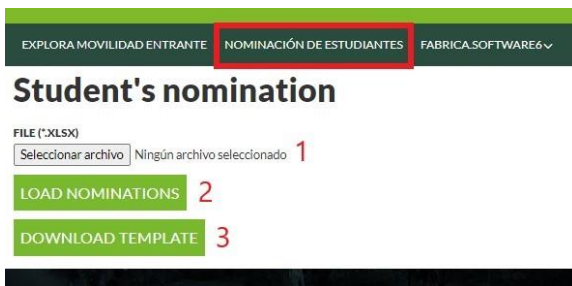 EXPLORA MOVILIDAD ENTRANTE NOMINACIÓN DE ESTUDIANTES FABRICA.SOFTWARE6
Student's nomination
FILE (*.XLSX)
Seleccionar archivo Ningún archivo seleccionado 1
LOAD NOMINATIONS 2
DOWNLOAD TEMPLATE 3